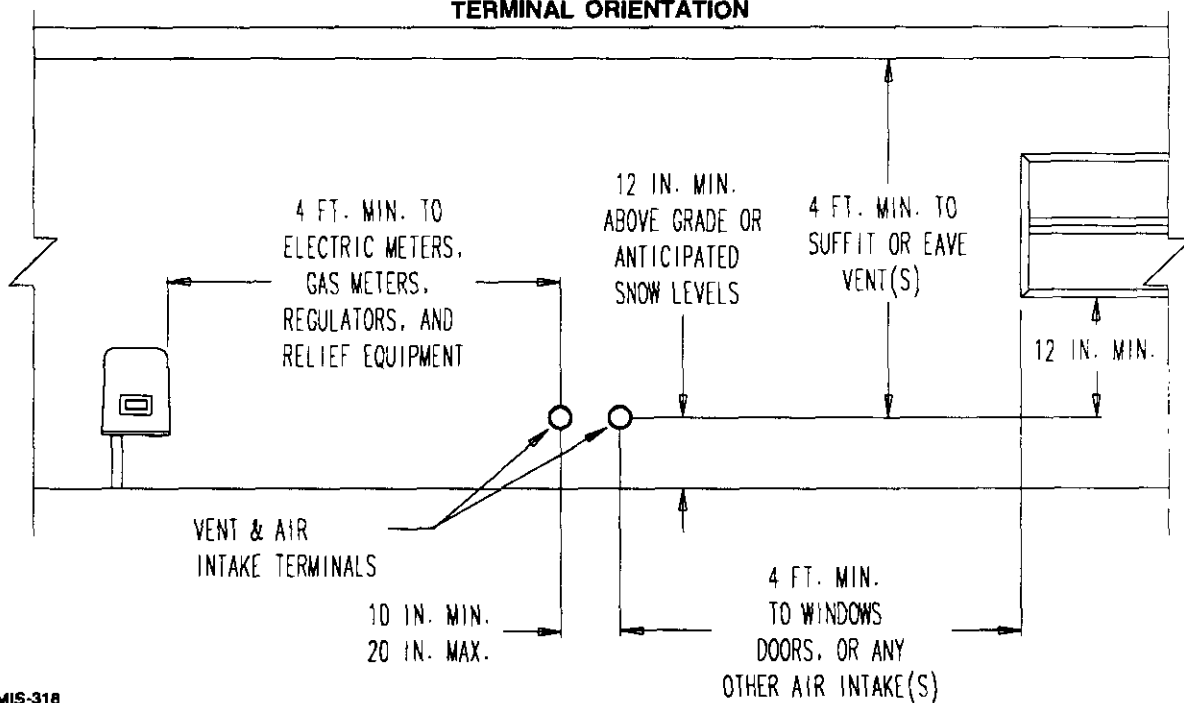 TERMINAL ORIENTATION
4 FT. MIN. TO
ELECTRIC METERS,
GAS METERS,
REGULATORS, AND
RELIEF EQUIPMENT
12 IN. MIN.
ABOVE GRADE OR
ANTICIPATED
SNOW LEVELS
4 FT. MIN. TO
SUFFIT OR EAVE
VENT(S)
12 IN. MIN.
VENT & AIR
INTAKE TERMINALS
10 IN. MIN.
20 IN. MAX.
4 FT. MIN.
TO WINDOWS
DOORS, OR ANY
OTHER AIR INTAKE(S)
MIS-318